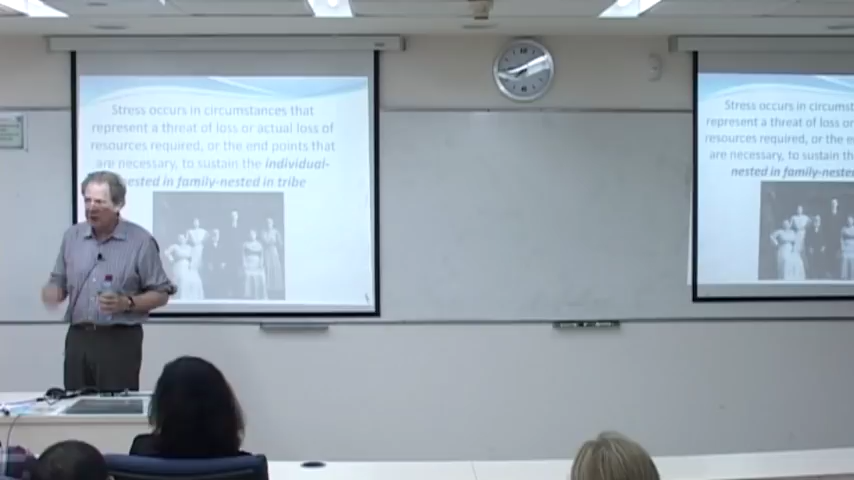 Stress occurs in circumstances that
represent a threat of loss or actual loss of
resources required, or the end points that
are necessary, to sustain the individual-
nested in family-nested in tribe
Stress occurs in circumst
represent a threat of loss or
resources required, or the e
are necessary, to sustain th
nested in family-nested